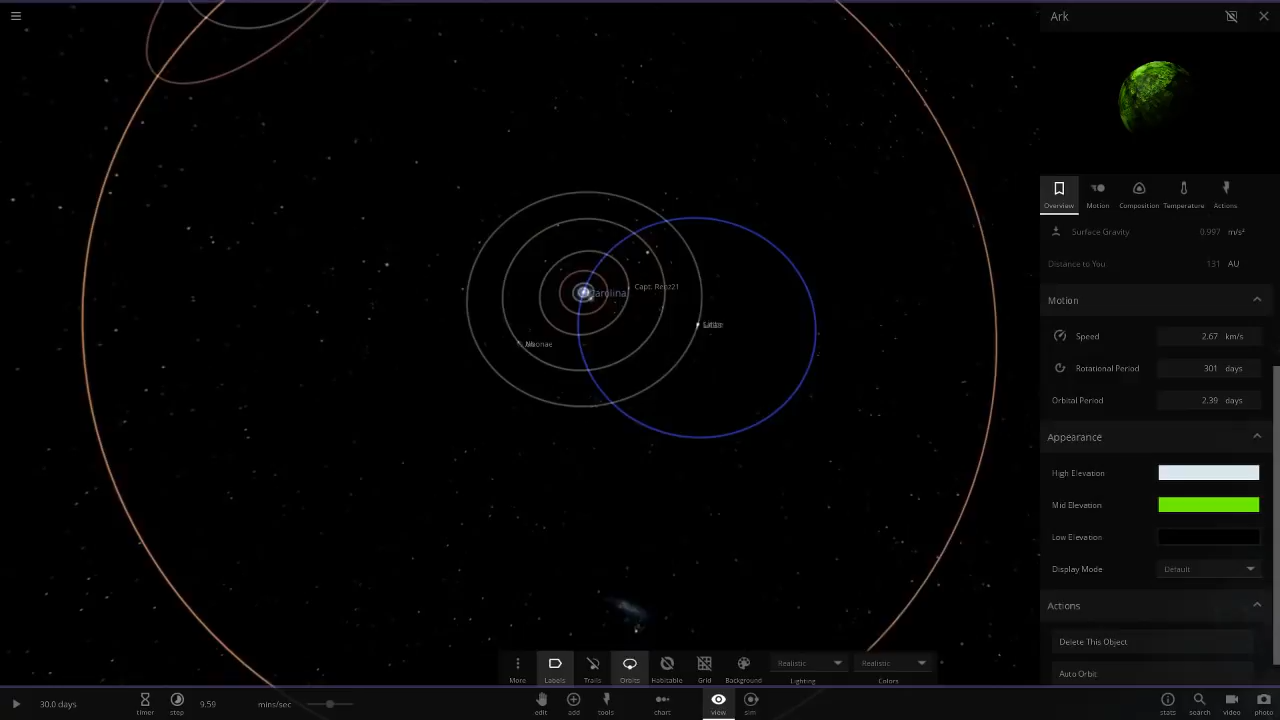 Ark
Overview
Motion
Composition
Temperature
Actions
Surface Gravity 0.997 m/s²
Distance to You 131 AU
Motion
Speed 2.67 km/s
Rotational Period 301 days
Orbital Period 2.39 days
Appearance
High Elevation
Mid Elevation
Low Elevation
Display Mode Default
Actions
Delete This Object
Auto Orbit
Capt. Renz21
More
Labels
Trails
Orbits
Habitable
Grid
Background
Realistic
Lighting
Realistic
Colors
30.0 days
timer
step
9.59 mins/sec
edit
add
tools
chart
view
sim
stats
search
video
photo